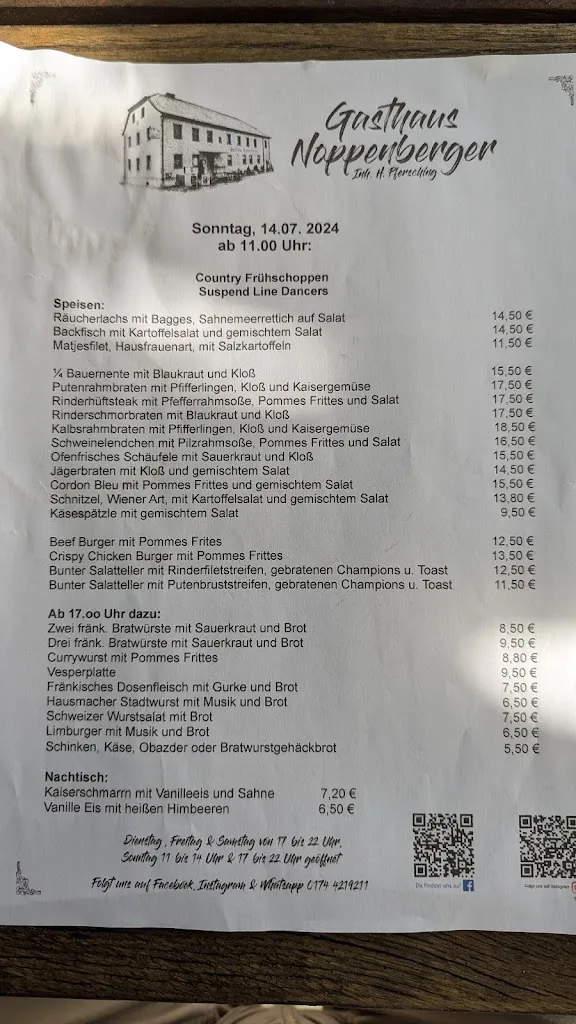 Gasthaus
Noppenberger
Inh. H. Pfersching
Sonntag, 14.07. 2024
ab 11.00 Uhr:
Country Frühschoppen
Suspend Line Dancers
Speisen:
Räucherlachs mit Bagges, Sahnemeerrettich auf Salat 14,50 €
Backfisch mit Kartoffelsalat und gemischtem Salat 14,50 €
Matjesfilet, Hausfrauenart, mit Salzkartoffeln 11,50 €
¼ Bauernente mit Blaukraut und Kloß 15,50 €
Putenrahmbraten mit Pfifferlingen, Kloß und Kaisergemüse 17,50 €
Rinderhüftsteak mit Pfefferrahmsoße, Pommes Frittes und Salat 17,50 €
Rinderschmorbraten mit Blaukraut und Kloß 17,50 €
Kalbsrahmbraten mit Pfifferlingen, Kloß und Kaisergemüse 18,50 €
Schweinelendchen mit Pilzrahmsoße, Pommes Frittes und Salat 16,50 €
Ofenfrisches Schäufele mit Sauerkraut und Kloß 15,50 €
Jägerbraten mit Kloß und gemischtem Salat 14,50 €
Cordon Bleu mit Pommes Frittes und gemischtem Salat 15,50 €
Schnitzel, Wiener Art, mit Kartoffelsalat und gemischtem Salat 13,80 €
Käsespätzle mit gemischtem Salat 9,50 €
Beef Burger mit Pommes Frites 12,50 €
Crispy Chicken Burger mit Pommes Frittes 13,50 €
Bunter Salatteller mit Rinderfiletstreifen, gebratenen Champions u. Toast 12,50 €
Bunter Salatteller mit Putenbruststreifen, gebratenen Champions u. Toast 11,50 €
Ab 17.oo Uhr dazu:
Zwei fränk. Bratwürste mit Sauerkraut und Brot 8,50 €
Drei fränk. Bratwürste mit Sauerkraut und Brot 9,50 €
Currywurst mit Pommes Frittes 8,80 €
Vesperplatte 9,50 €
Fränkisches Dosenfleisch mit Gurke und Brot 7,50 €
Hausmacher Stadtwurst mit Musik und Brot 6,50 €
Schweizer Wurstsalat mit Brot 7,50 €
Limburger mit Musik und Brot 6,50 €
Schinken, Käse, Obazder oder Bratwurstgehäckbrot 5,50 €
Nachtisch:
Kaiserschmarrn mit Vanilleeis und Sahne 7,20 €
Vanille Eis mit heißen Himbeeren 6,50 €
Dienstag, Freitag & Samstag von 17 bis 22 Uhr,
Sonntag 11 bis 14 Uhr & 17 bis 22 Uhr geöffnet
Folgt uns auf Facebook, Instagram & Whatsapp 0174 4219211
Du findest uns auf
Folge uns auf Instagram